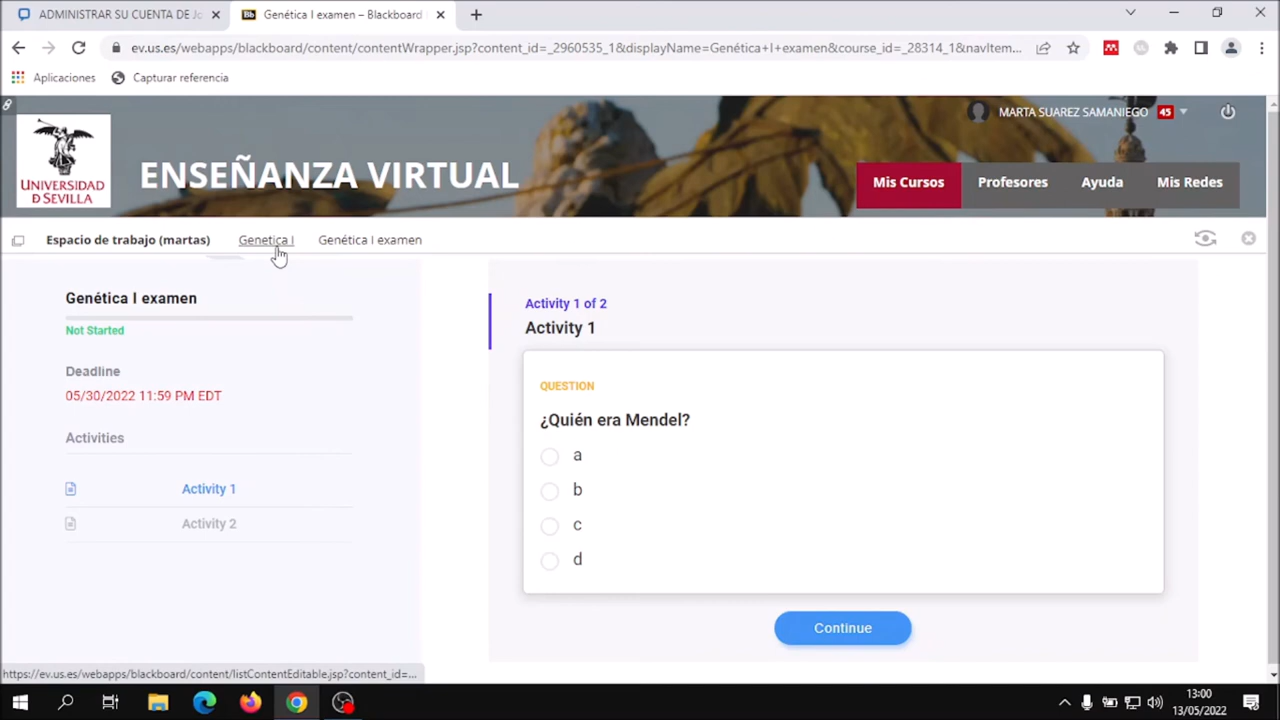 ADMINISTRAR SU CUENTA DE Jo
Genética I examen – Blackboard
ev.us.es/webapps/blackboard/content/contentWrapper.jsp?content_id=_2960535_1&displayName=Genética+I+examen&course_id=_28314_1&navItem...
Aplicaciones
Capturar referencia
MARTA SUAREZ SAMANIEGO 45
UNIVERSIDAD
D SEVILLA
ENSEÑANZA VIRTUAL
Mis Cursos
Profesores
Ayuda
Mis Redes
Espacio de trabajo (martas)
Genetica I
Genética I examen
Genética I examen
Not Started
Deadline
05/30/2022 11:59 PM EDT
Activities
Activity 1
Activity 2
Activity 1 of 2
Activity 1
QUESTION
¿Quién era Mendel?
a
b
c
d
Continue
https://ev.us.es/webapps/blackboard/content/listContentEditable.jsp?content_id=...
13:00
13/05/2022